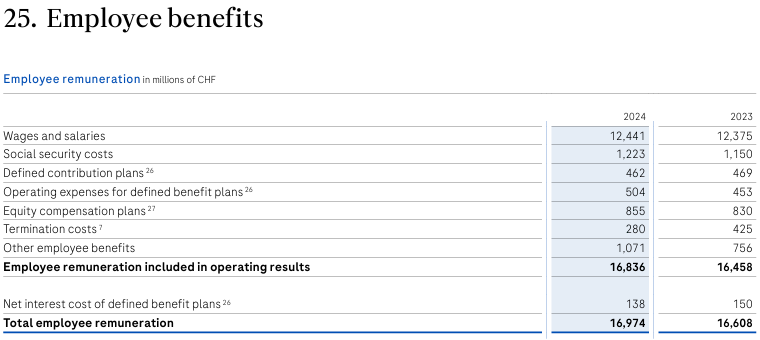 25. Employee benefits
Employee remuneration in millions of CHF
2024 2023
Wages and salaries 12,441 12,375
Social security costs 1,223 1,150
Defined contribution plans 26 462 469
Operating expenses for defined benefit plans 26 504 453
Equity compensation plans 27 855 830
Termination costs 7 280 425
Other employee benefits 1,071 756
Employee remuneration included in operating results 16,836 16,458
Net interest cost of defined benefit plans 26 138 150
Total employee remuneration 16,974 16,608